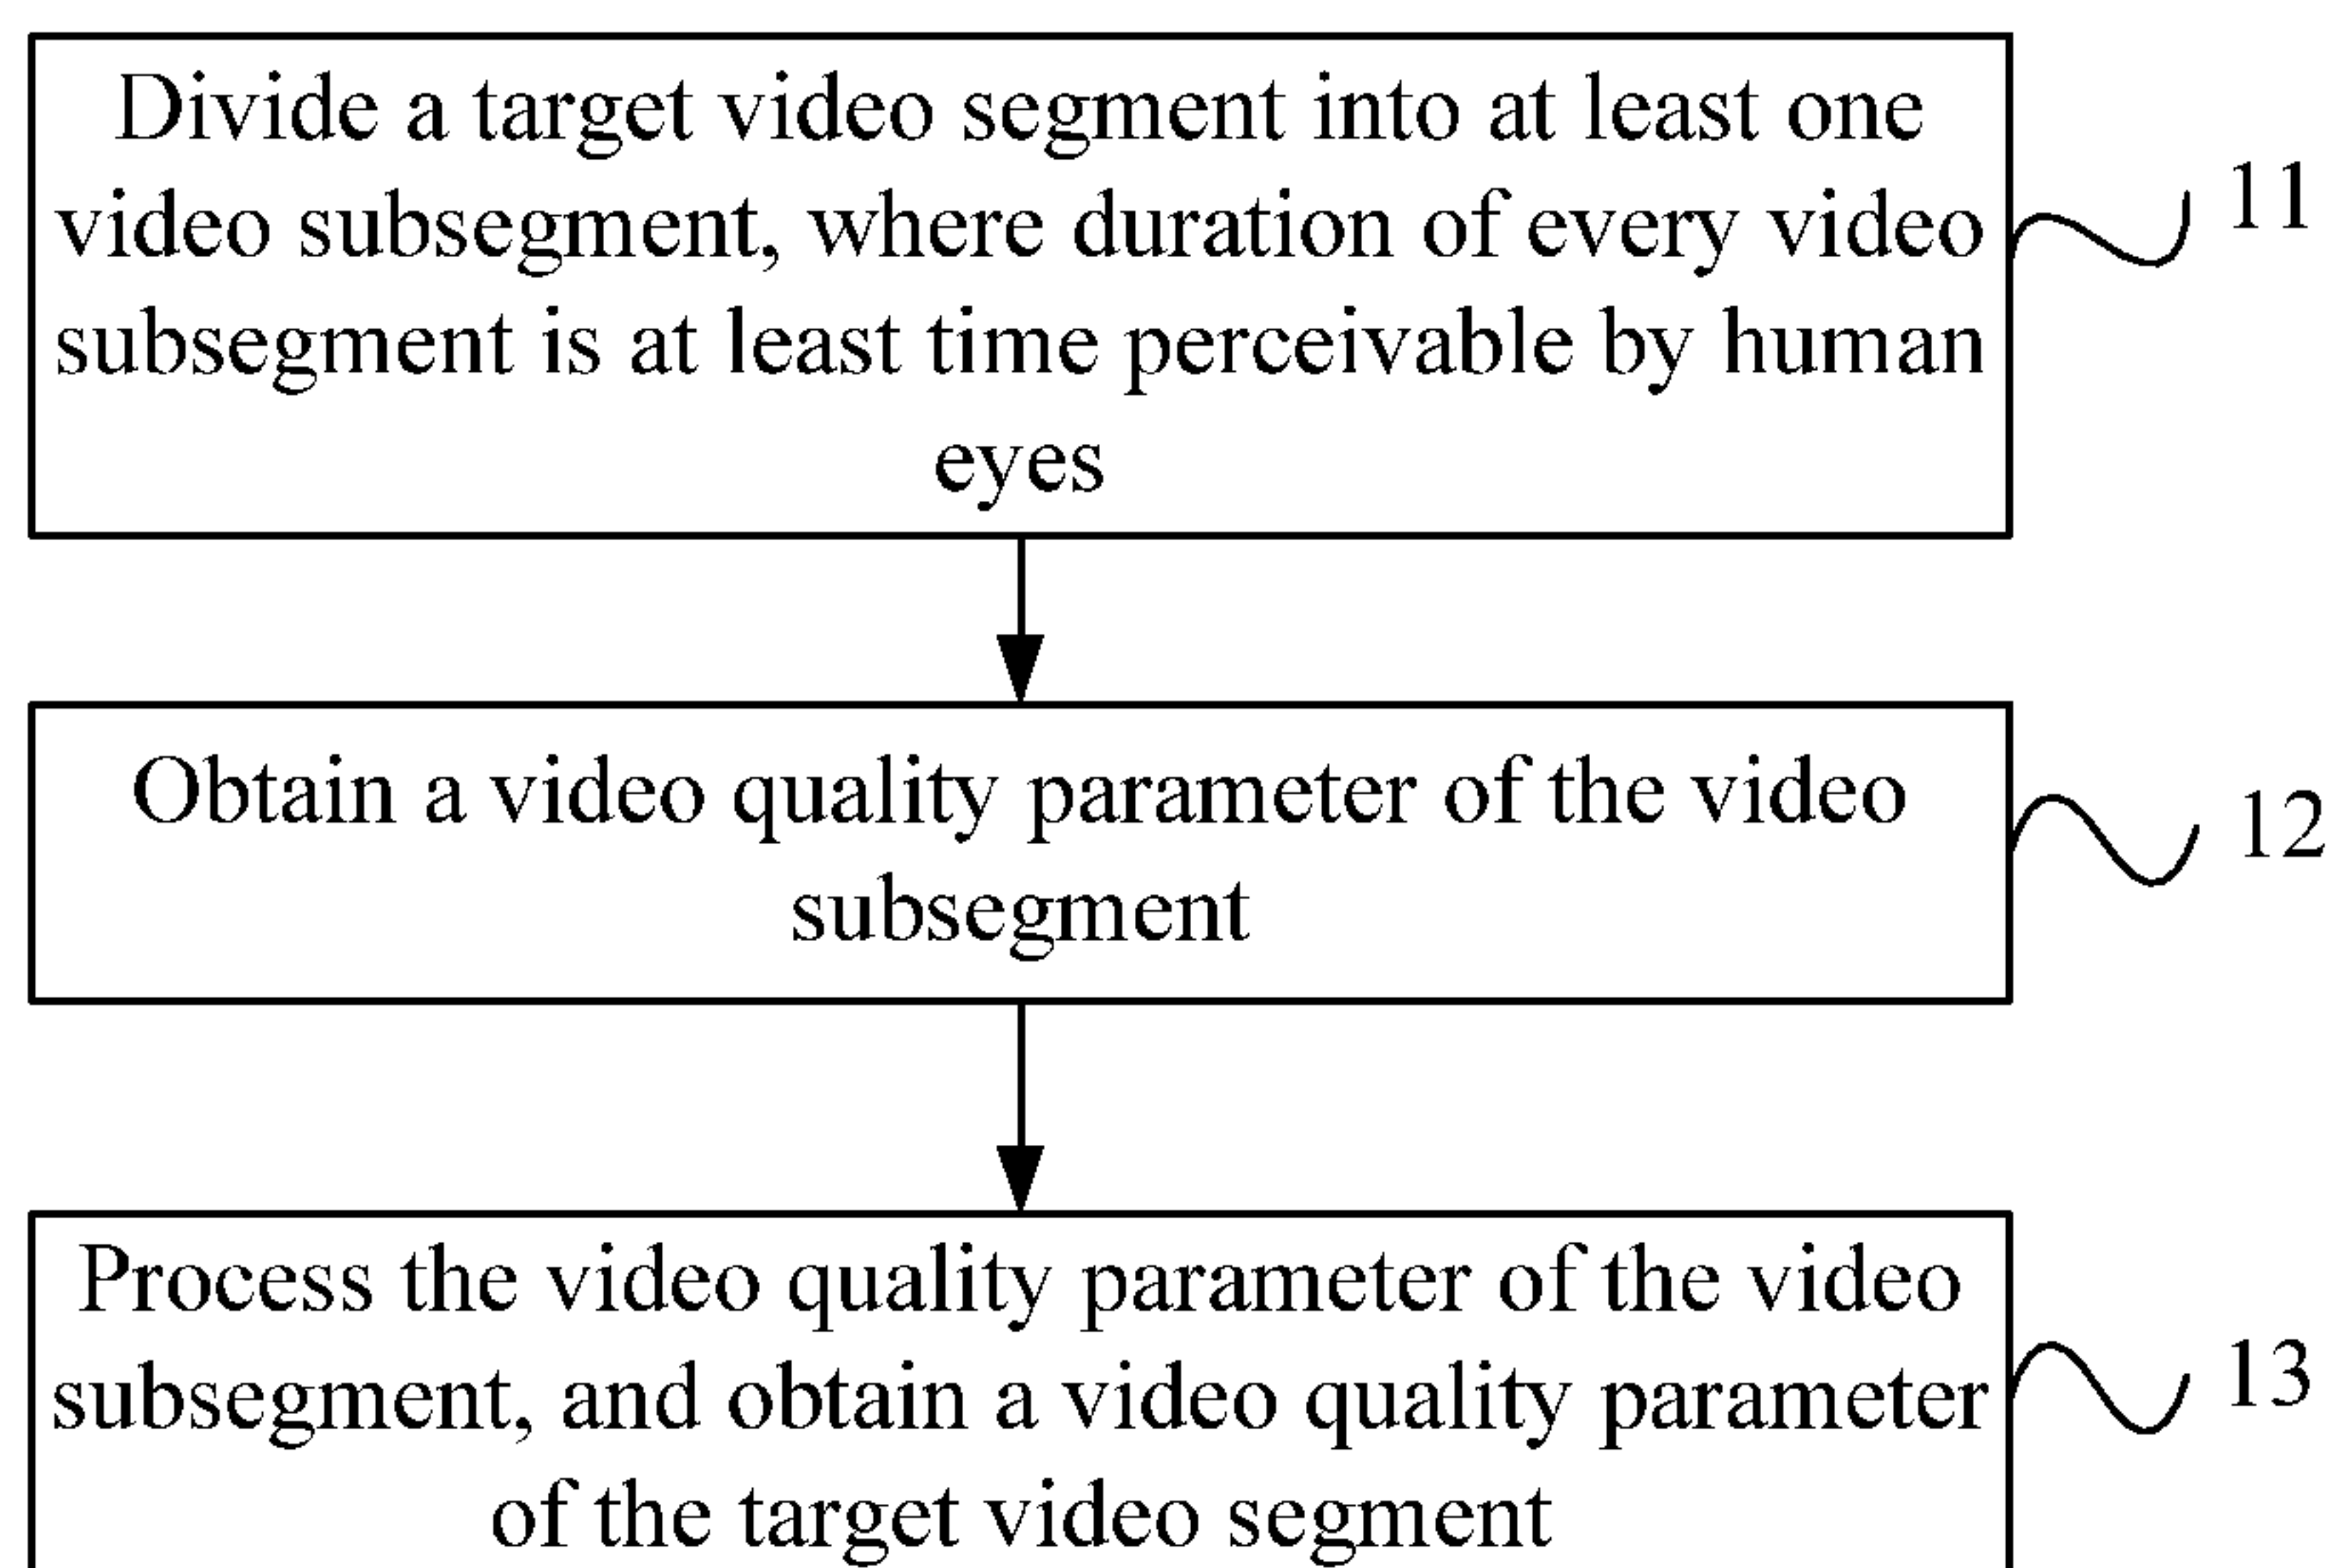 Divide a target video segment into at least one
video subsegment, where duration of every video
subsegment is at least time perceivable by human
eyes
11
Obtain a video quality parameter of the video
subsegment
12
Process the video quality parameter of the video
subsegment, and obtain a video quality parameter
of the target video segment
13